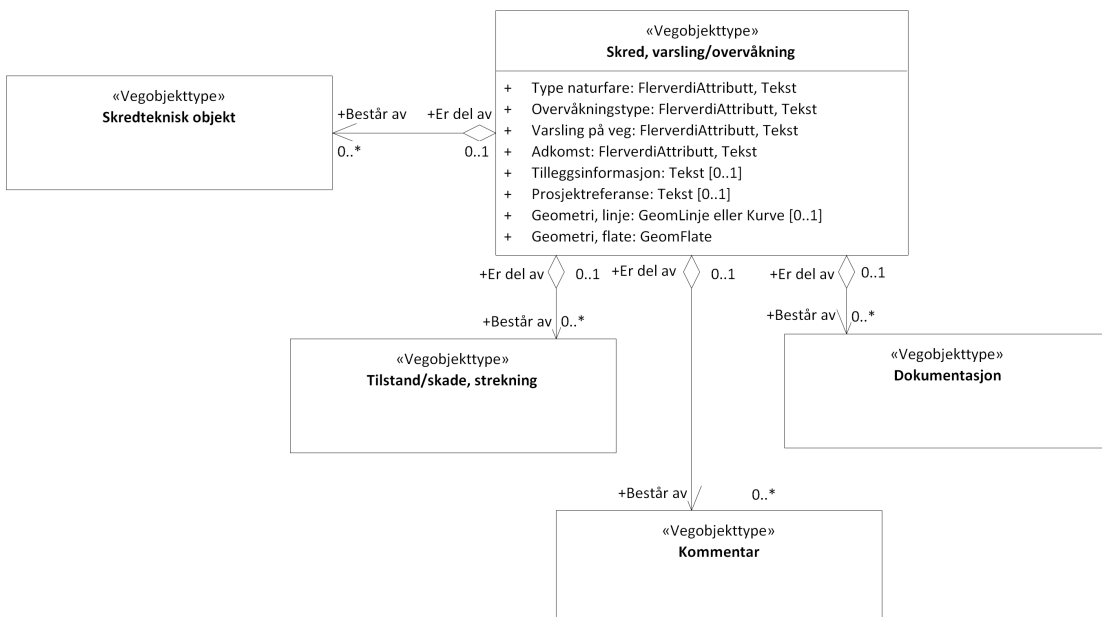 «Vegobjekttype»
Skred, varsling/overvåkning
+ Type naturfare: FlerverdiAttributt, Tekst
+ Overvåkningstype: FlerverdiAttributt, Tekst
+ Varsling på veg: FlerverdiAttributt, Tekst
+ Adkomst: FlerverdiAttributt, Tekst
+ Tilleggsinformasjon: Tekst [0..1]
+ Prosjektreferanse: Tekst [0..1]
+ Geometri, linje: GeomLinje eller Kurve [0..1]
+ Geometri, flate: GeomFlate
«Vegobjekttype»
Skredteknisk objekt
+Består av
+Er del av
0..*
0..1
+Er del av
0..1
+Er del av
0..1
+Er del av
0..1
+Består av
0..*
+Består av
0..*
«Vegobjekttype»
Tilstand/skade, strekning
«Vegobjekttype»
Dokumentasjon
+Består av
0..*
«Vegobjekttype»
Kommentar